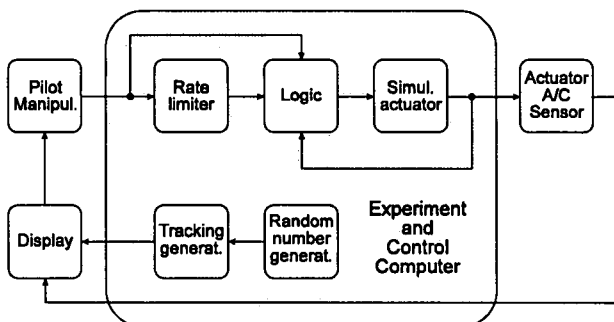 Pilot
Manipul.
Rate
limiter
Logic
Simul.
actuator
Actuator
A/C
Sensor
Display
Tracking
generat.
Random
number
generat.
Experiment
and
Control
Computer